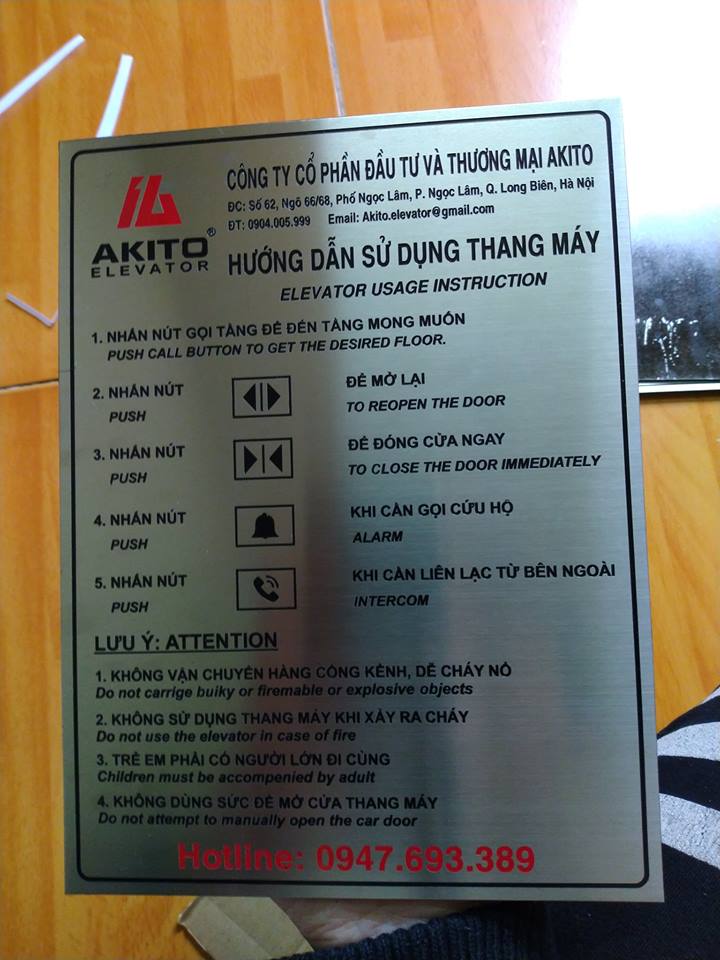 CÔNG TY CỔ PHẦN ĐẦU TƯ VÀ THƯƠNG MẠI AKITO
ĐC: Số 62, Ngõ 66/68, Phố Ngọc Lâm, P. Ngọc Lâm, Q. Long Biên, Hà Nội
ĐT: 0904.005.999 Email: Akito.elevator@gmail.com
AKITO®
ELEVATOR
HƯỚNG DẪN SỬ DỤNG THANG MÁY
ELEVATOR USAGE INSTRUCTION
1. NHẤN NÚT GỌI TẦNG ĐỂ ĐẾN TẦNG MONG MUỐN
PUSH CALL BUTTON TO GET THE DESIRED FLOOR.
2. NHẤN NÚT ĐỂ MỞ LẠI
PUSH TO REOPEN THE DOOR
3. NHẤN NÚT ĐỂ ĐÓNG CỬA NGAY
PUSH TO CLOSE THE DOOR IMMEDIATELY
4. NHẤN NÚT KHI CẦN GỌI CỨU HỘ
PUSH ALARM
5. NHẤN NÚT KHI CẦN LIÊN LẠC TỪ BÊN NGOÀI
PUSH INTERCOM
LƯU Ý: ATTENTION
1. KHÔNG VẬN CHUYỂN HÀNG CỒNG KỀNH, DỄ CHÁY NỔ
Do not carrige buiky or firemable or explosive objects
2. KHÔNG SỬ DỤNG THANG MÁY KHI XẢY RA CHÁY
Do not use the elevator in case of fire
3. TRẺ EM PHẢI CÓ NGƯỜI LỚN ĐI CÙNG
Children must be accompenied by adult
4. KHÔNG DÙNG SỨC ĐỂ MỞ CỬA THANG MÁY
Do not attempt to manually open the car door
Hotline: 0947.693.389